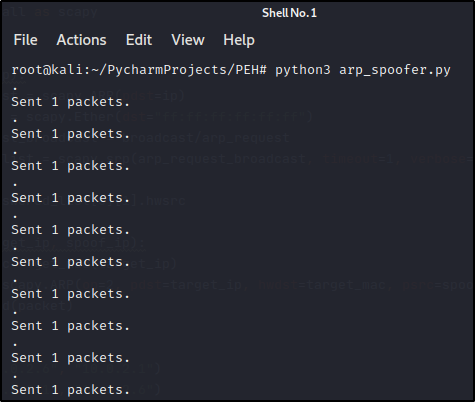 Shell No. 1
File Actions Edit View Help
root@kali:~/PycharmProjects/PEH# python3 arp_spoofer.py
.
Sent 1 packets.
.
Sent 1 packets.
.
Sent 1 packets.
.
Sent 1 packets.
.
Sent 1 packets.
.
Sent 1 packets.
.
Sent 1 packets.
.
Sent 1 packets.
.
Sent 1 packets.
.
Sent 1 packets.